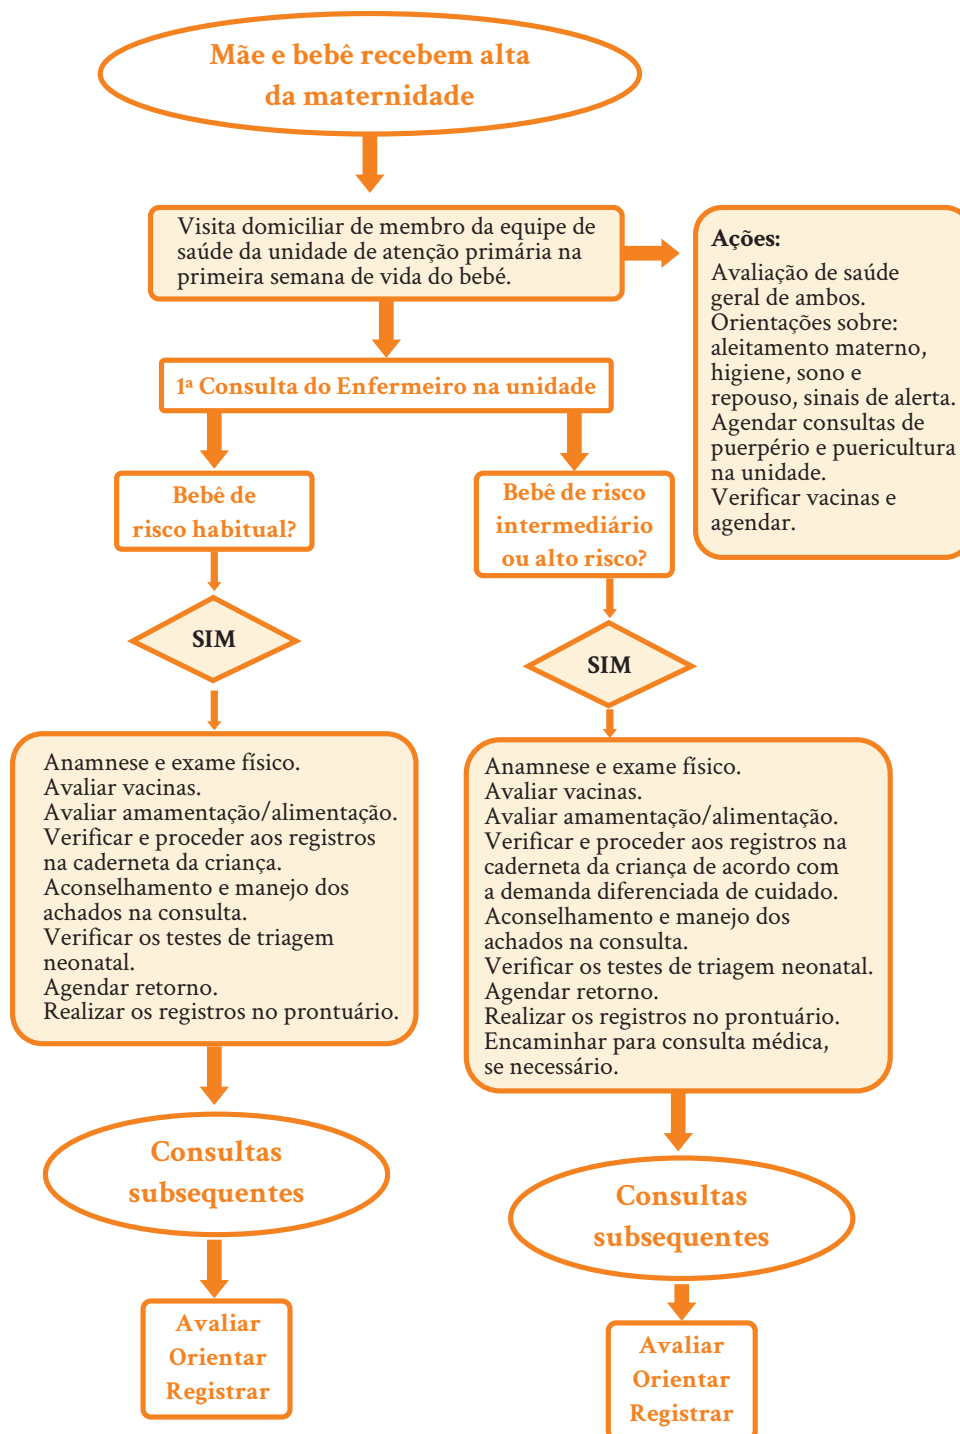 Mãe e bebê recebem alta
da maternidade
Visita domiciliar de membro da equipe de
saúde da unidade de atenção primária na
primeira semana de vida do bebé.
Ações:
Avaliação de saúde
geral de ambos.
Orientações sobre:
aleitamento materno,
higiene, sono e
repouso, sinais de alerta.
Agendar consultas de
puerpério e puericultura
na unidade.
Verificar vacinas e
agendar.
1ª Consulta do Enfermeiro na unidade
Bebê de
risco habitual?
SIM
Anamnese e exame físico.
Avaliar vacinas.
Avaliar amamentação/alimentação.
Verificar e proceder aos registros
na caderneta da criança.
Aconselhamento e manejo dos
achados na consulta.
Verificar os testes de triagem
neonatal.
Agendar retorno.
Realizar os registros no prontuário.
Consultas
subsequentes
Avaliar
Orientar
Registrar
Bebê de risco
intermediário
ou alto risco?
SIM
Anamnese e exame físico.
Avaliar vacinas.
Avaliar amamentação/alimentação.
Verificar e proceder aos registros na
caderneta da criança de acordo com
a demanda diferenciada de cuidado.
Aconselhamento e manejo dos
achados na consulta.
Verificar os testes de triagem neonatal.
Agendar retorno.
Realizar os registros no prontuário.
Encaminhar para consulta médica,
se necessário.
Consultas
subsequentes
Avaliar
Orientar
Registrar